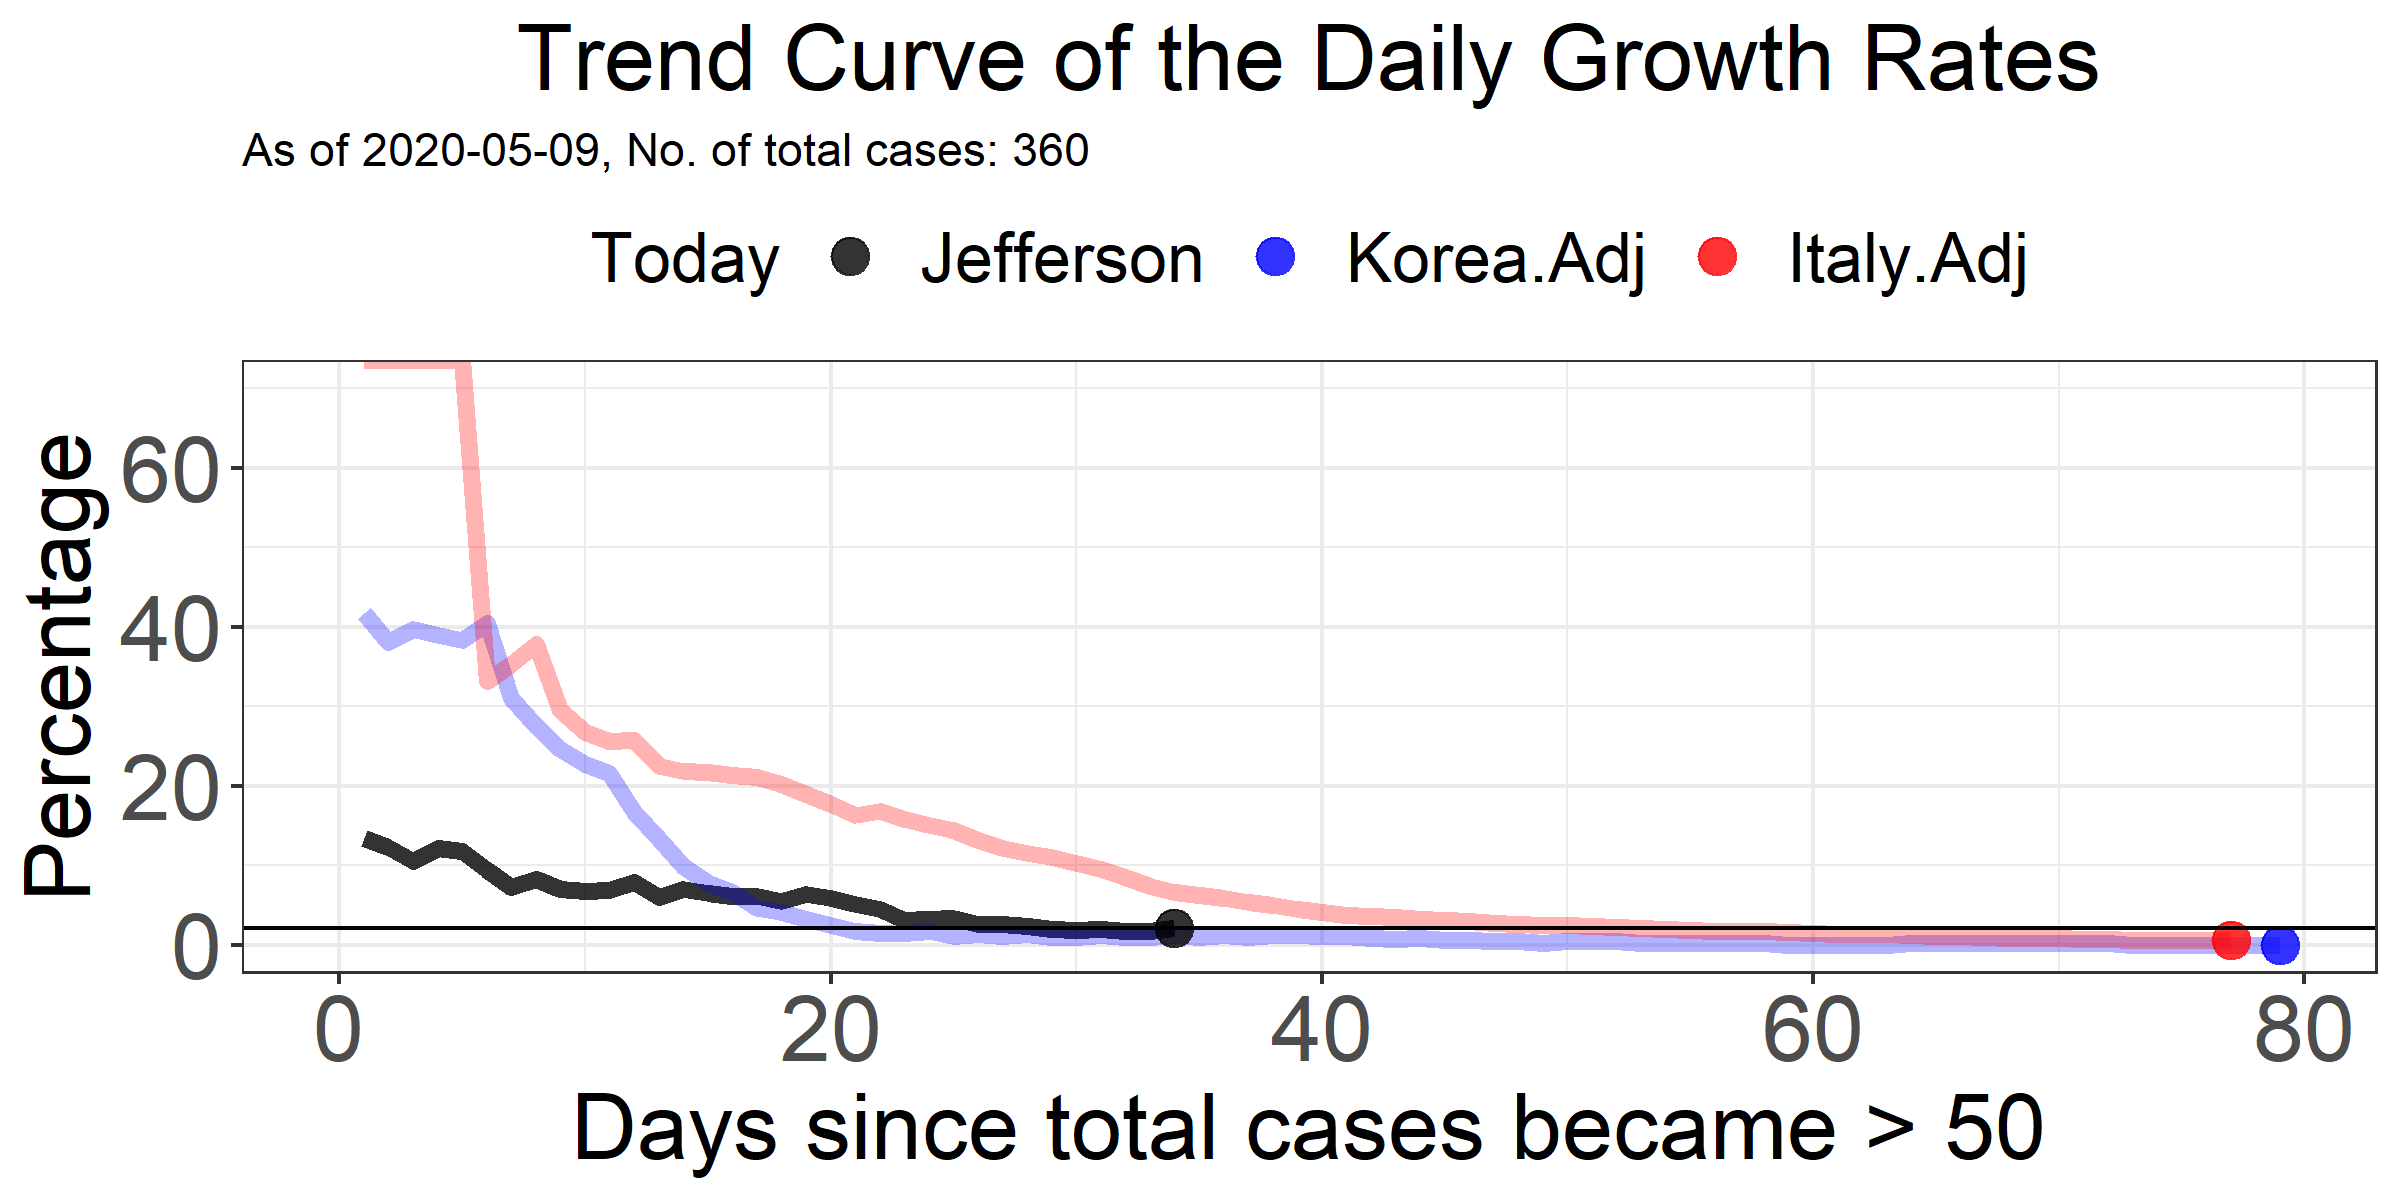 Trend Curve of the Daily Growth Rates
As of 2020-05-09, No. of total cases: 360
Today Jefferson Korea.Adj Italy.Adj
Percentage
60
40
20
0
0 20 40 60 80
Days since total cases became > 50